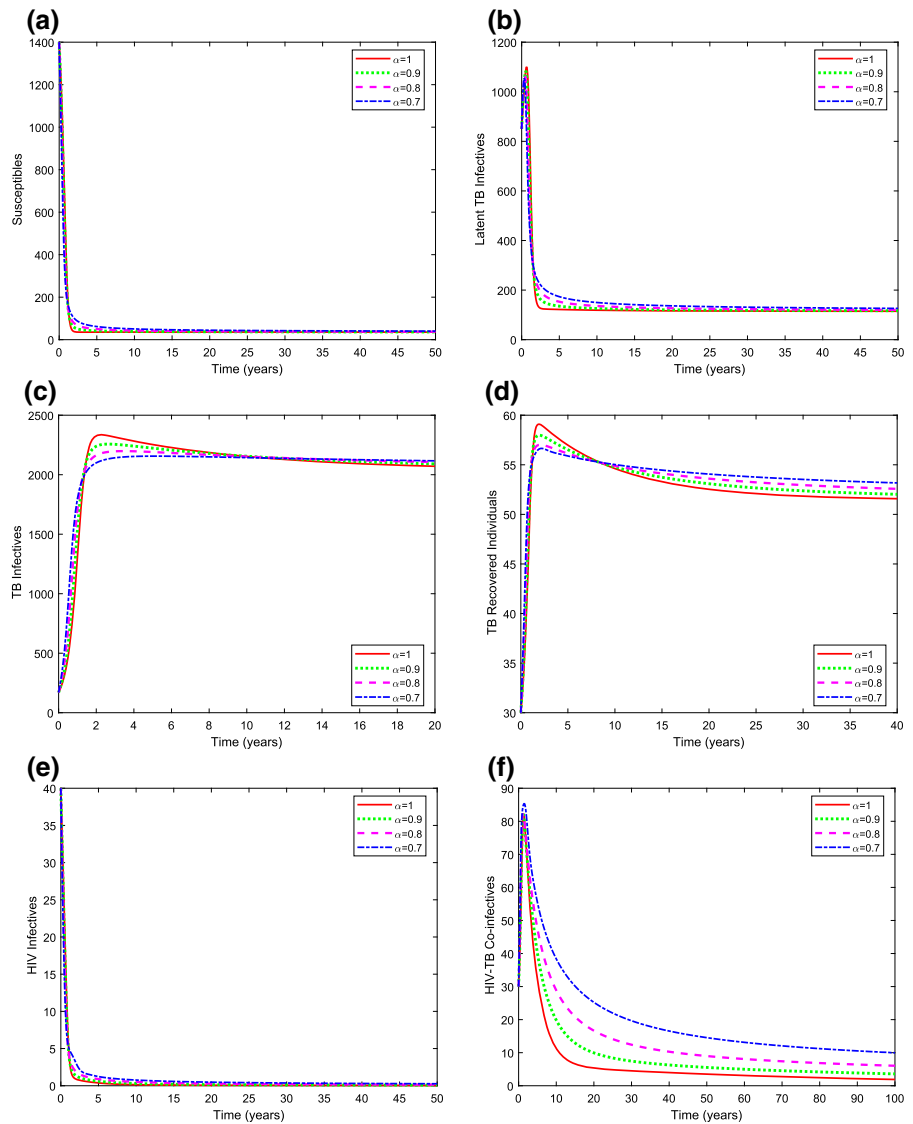 (a)
1400
1200
1000
800
600
400
200
0
Susceptibles
0 5 10 15 20 25 30 35 40 45 50
Time (years)
α=1
α=0.9
α=0.8
α=0.7
(b)
1200
1000
800
600
400
200
0
Latent TB Infectives
0 5 10 15 20 25 30 35 40 45 50
Time (years)
α=1
α=0.9
α=0.8
α=0.7
(c)
2500
2000
1500
1000
500
0
TB Infectives
0 2 4 6 8 10 12 14 16 18 20
Time (years)
α=1
α=0.9
α=0.8
α=0.7
(d)
60
55
50
45
40
35
30
TB Recovered Individuals
0 5 10 15 20 25 30 35 40
Time (years)
α=1
α=0.9
α=0.8
α=0.7
(e)
40
35
30
25
20
15
10
5
0
HIV Infectives
0 5 10 15 20 25 30 35 40 45 50
Time (years)
α=1
α=0.9
α=0.8
α=0.7
(f)
90
80
70
60
50
40
30
20
10
0
HIV-TB Co-infectives
0 10 20 30 40 50 60 70 80 90 100
Time (years)
α=1
α=0.9
α=0.8
α=0.7